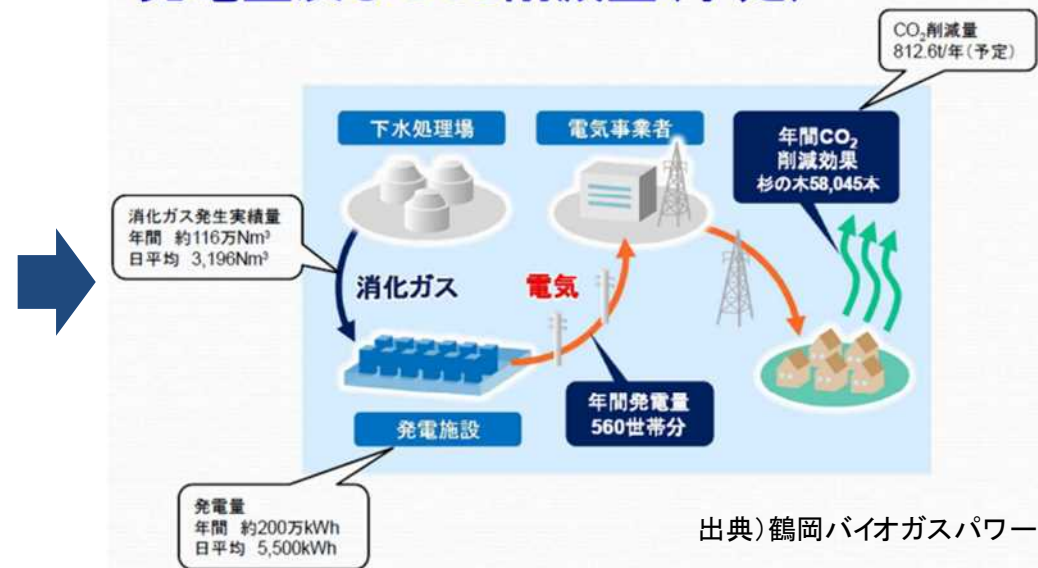 CO₂削減量
812.6t/年(予定)
下水処理場
電気事業者
年間CO₂
削減効果
杉の木58,045本
消化ガス発生実績量
年間 約116万Nm³
日平均 3,196Nm³
消化ガス
電気
年間発電量
560世帯分
発電施設
発電量
年間 約200万kWh
日平均 5,500kWh
出典)鶴岡バイオガスパワー